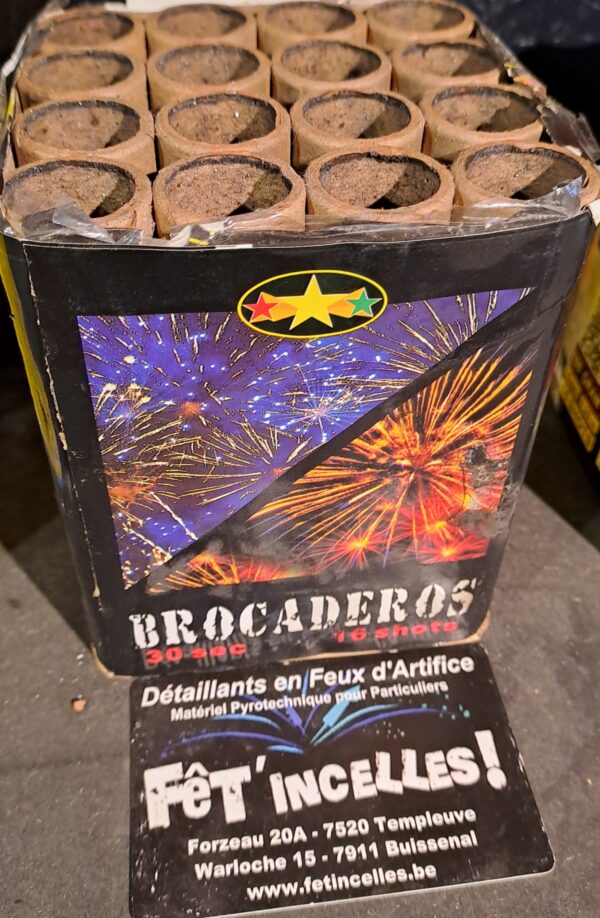 BROCADEROS
30 sec 16 shots
Détaillants en Feux d'Artifice
Matériel Pyrotechnique pour Particuliers
FÊT'INCELLES!
Forzeau 20A - 7520 Templeuve
Warloche 15 - 7911 Buissenal
www.fetincelles.be